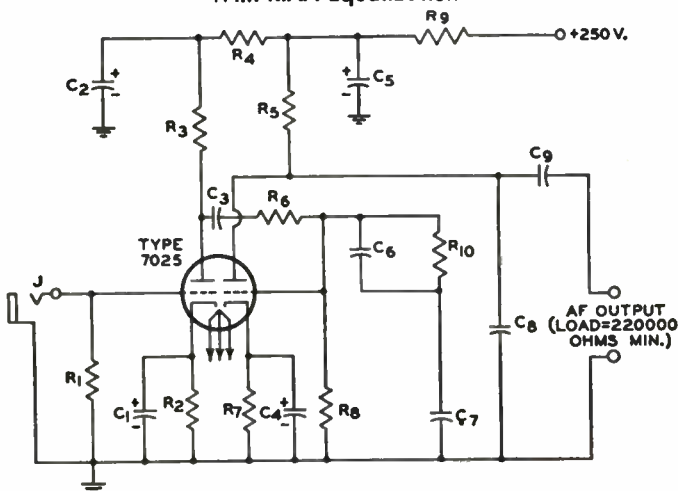 RIAA Equalization
R9
+250 V.
R4
C2
+
-
+
-
C5
R3
R5
C9
C3
R6
TYPE
7025
C6
R10
J
AF OUTPUT
(LOAD=220000
OHMS MIN.)
C8
R1
C1
+
-
R2
R7
C4
+
-
R8
C7